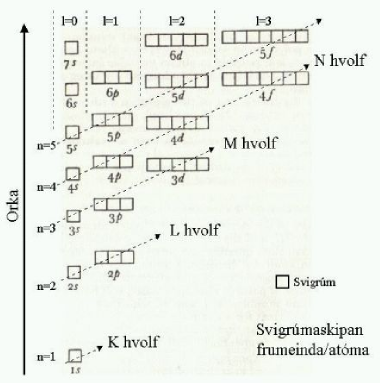 l=0 l=1 l=2 l=3
7s 6d 5f
N hvolf
6s 6p 5d 4f
n=5 5s 5p 4d
M hvolf
n=4 4s 4p 3d
n=3 3s 3p
L hvolf
n=2 2s 2p
Svigrúm
K hvolf
n=1 1s
Svigrúmaskipan
frumeinda/atóma
Orka